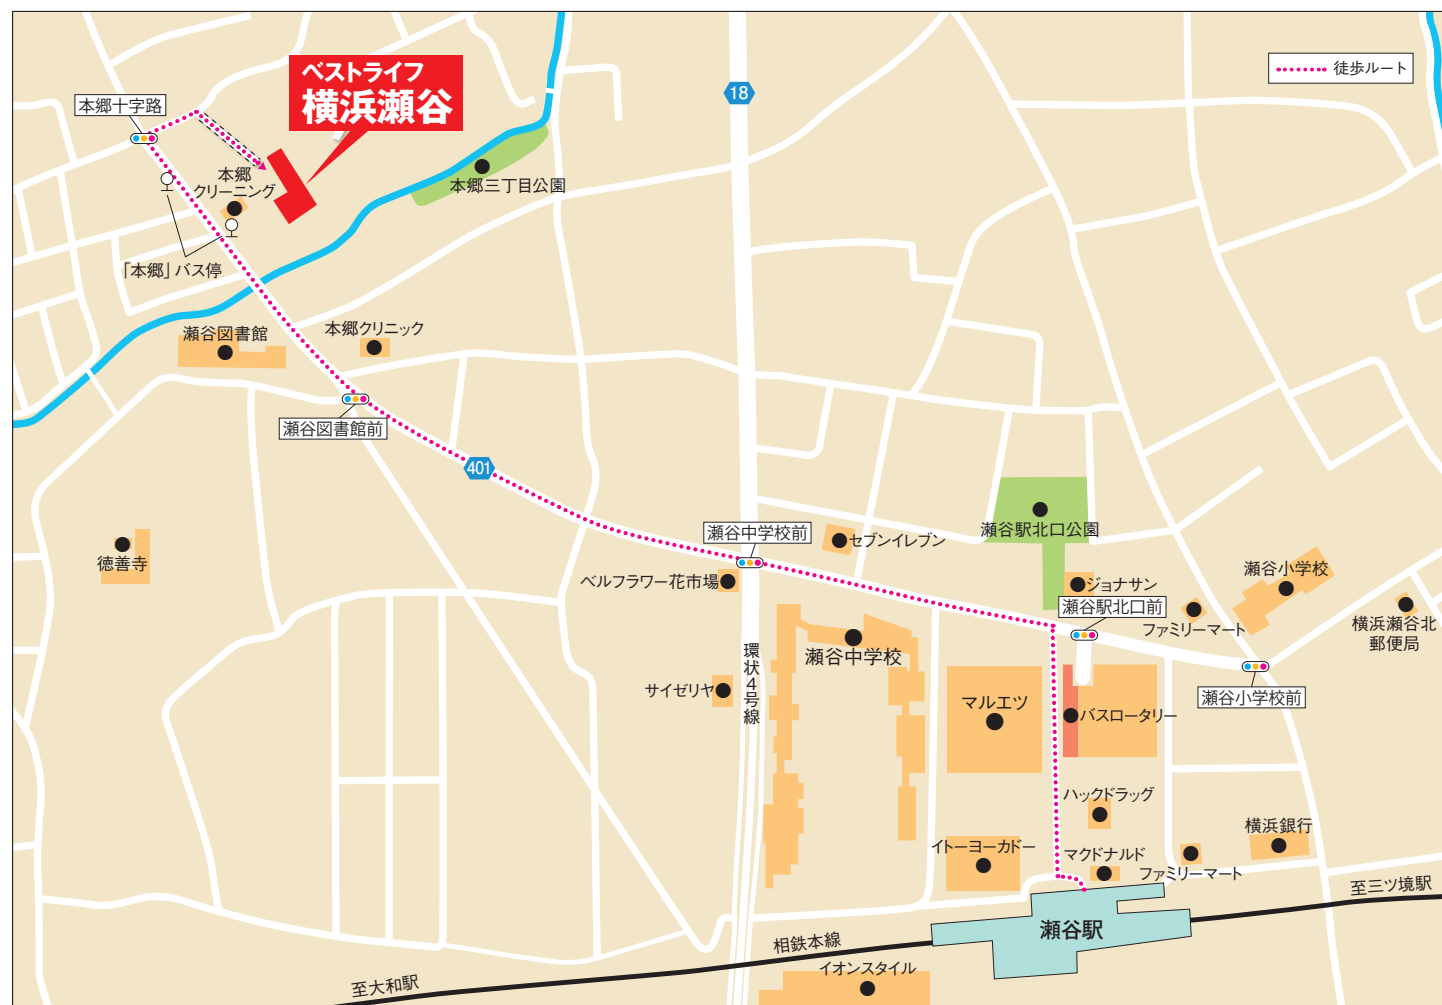 ベストライフ
横浜瀬谷
18
徒歩ルート
本郷十字路
本郷
クリーニング
本郷三丁目公園
「本郷」バス停
瀬谷図書館
本郷クリニック
瀬谷図書館前
401
瀬谷駅北口公園
瀬谷中学校前
セブンイレブン
徳善寺
ベルフラワー花市場
ジョナサン
瀬谷小学校
瀬谷駅北口前
ファミリーマート
横浜瀬谷北
郵便局
瀬谷中学校
環状4号線
サイゼリヤ
マルエツ
バスロータリー
瀬谷小学校前
ハックドラッグ
横浜銀行
イトーヨーカドー
マクドナルド
ファミリーマート
至三ツ境駅
瀬谷駅
相鉄本線
イオンスタイル
至大和駅